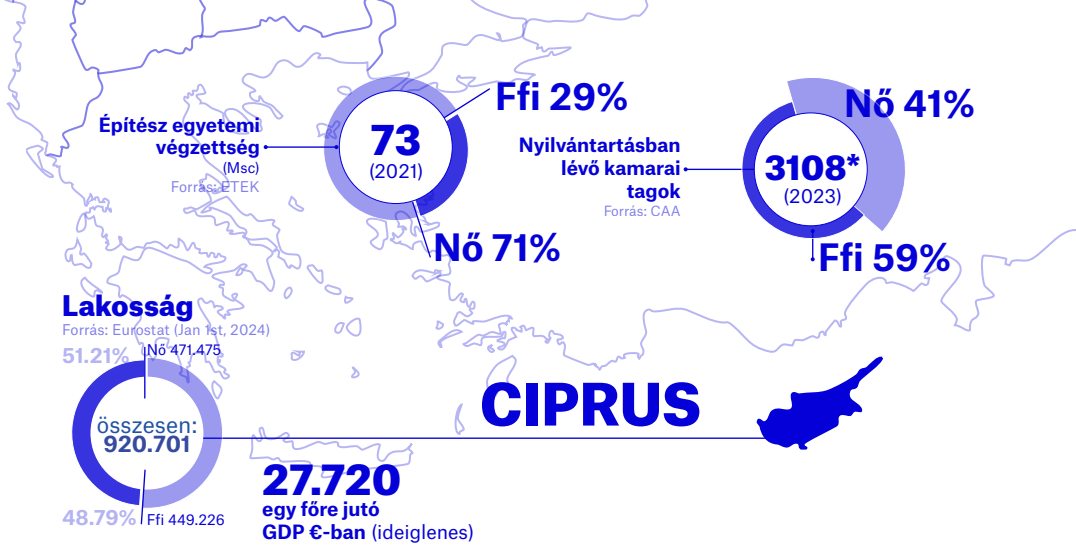 Építész egyetemi
végzettség
(Msc)
Forrás: ETEK
73
(2021)
Ffi 29%
Nő 71%
Nyilvántartásban
lévő kamarai
tagok
Forrás: CAA
3108*
(2023)
Nő 41%
Ffi 59%
Lakosság
Forrás: Eurostat (Jan 1st, 2024)
51.21%
Nő 471.475
összesen:
920.701
48.79%
Ffi 449.226
CIPRUS
27.720
egy főre jutó
GDP €-ban (ideiglenes)